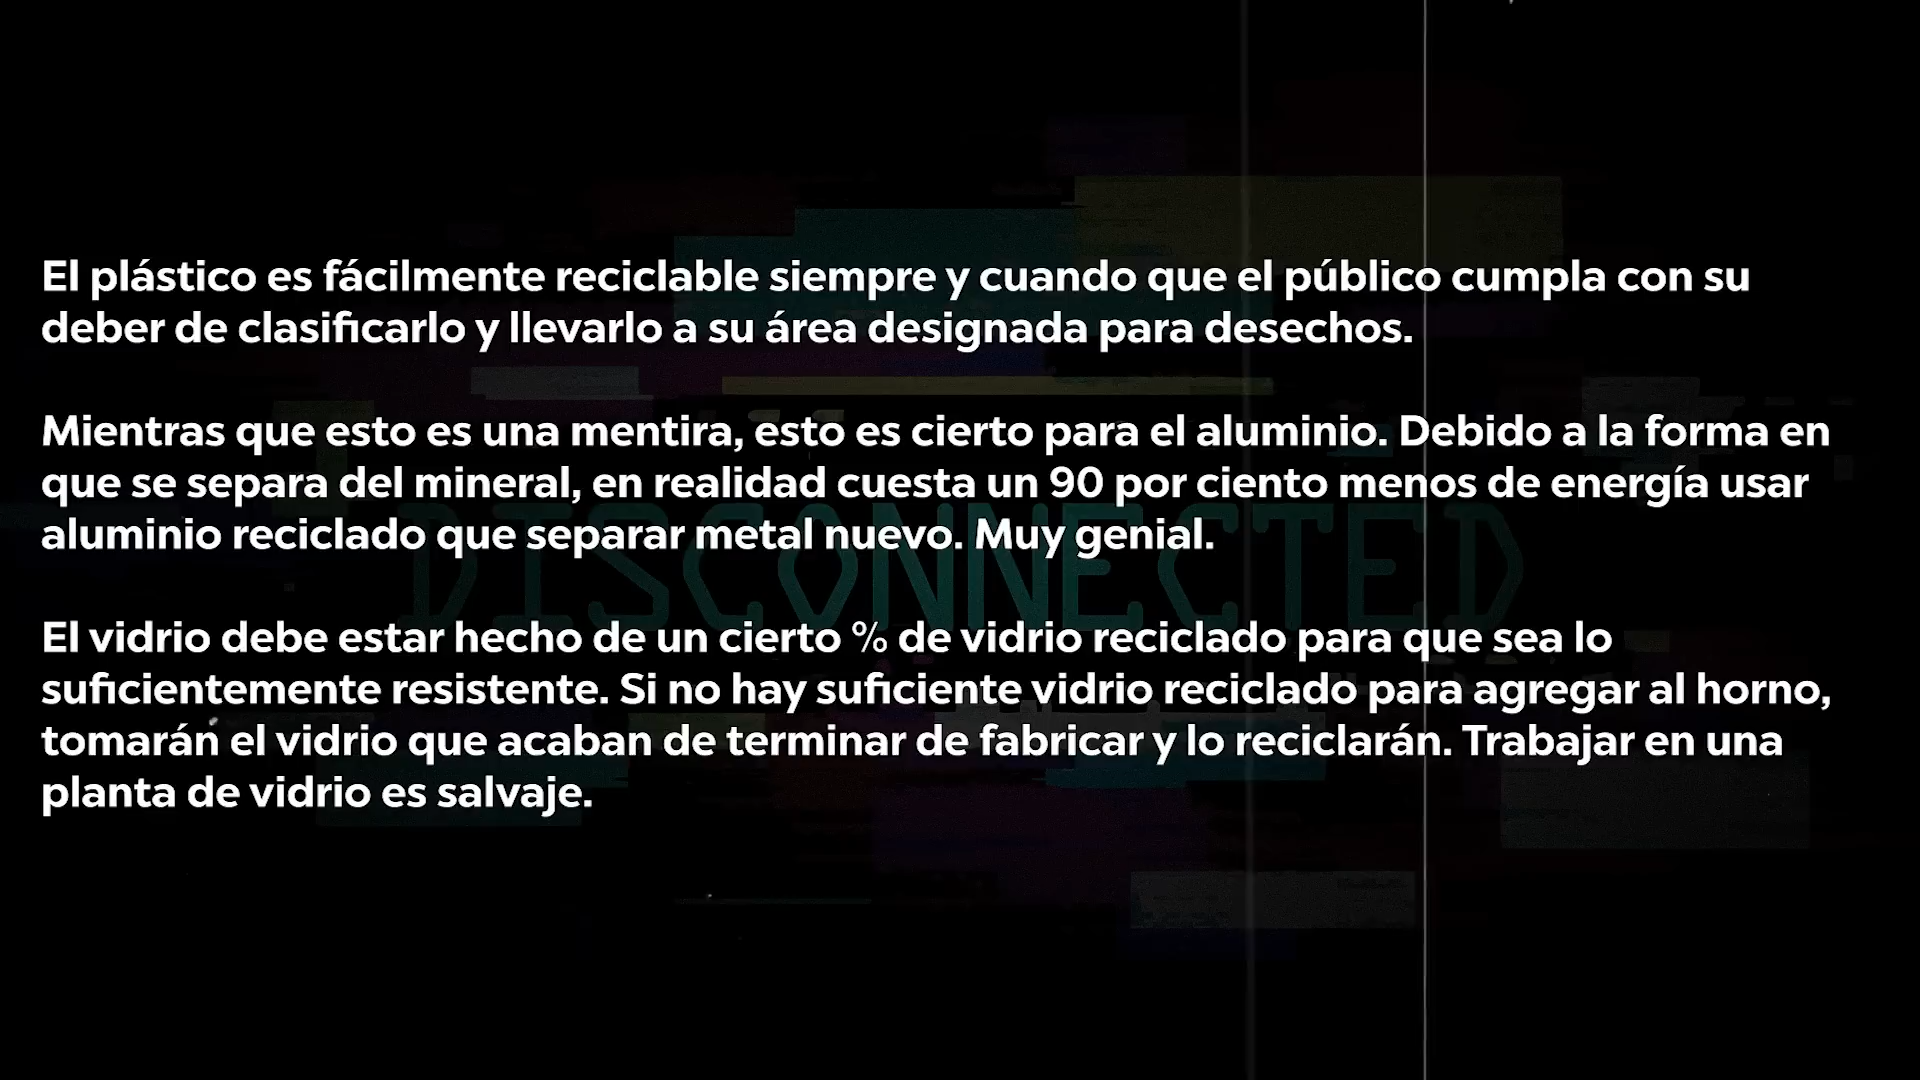 El plástico es fácilmente reciclable siempre y cuando que el público cumpla con su
deber de clasificarlo y llevarlo a su área designada para desechos.
Mientras que esto es una mentira, esto es cierto para el aluminio. Debido a la forma en
que se separa del mineral, en realidad cuesta un 90 por ciento menos de energía usar
aluminio reciclado que separar metal nuevo. Muy genial.
DISCONNECTED
El vidrio debe estar hecho de un cierto % de vidrio reciclado para que sea lo
suficientemente resistente. Si no hay suficiente vidrio reciclado para agregar al horno,
tomarán el vidrio que acaban de terminar de fabricar y lo reciclarán. Trabajar en una
planta de vidrio es salvaje.